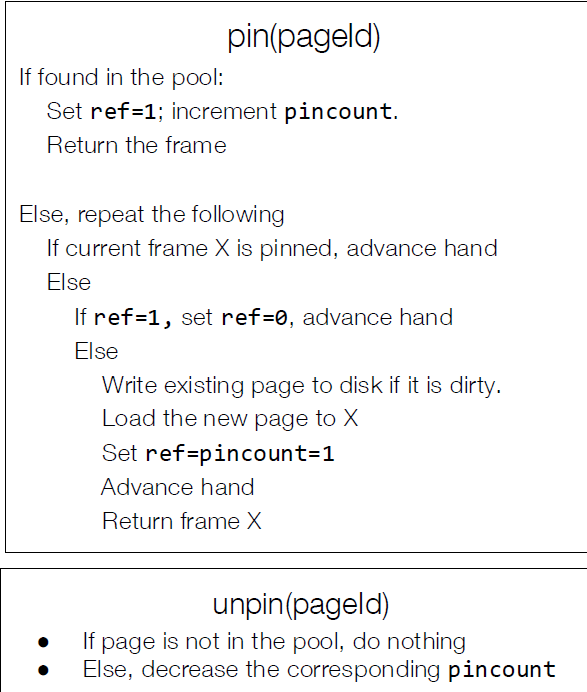 pin(pageId)
If found in the pool:
Set ref=1; increment pincount.
Return the frame
Else, repeat the following
If current frame X is pinned, advance hand
Else
If ref=1, set ref=0, advance hand
Else
Write existing page to disk if it is dirty.
Load the new page to X
Set ref=pincount=1
Advance hand
Return frame X
unpin(pageId)
● If page is not in the pool, do nothing
● Else, decrease the corresponding pincount